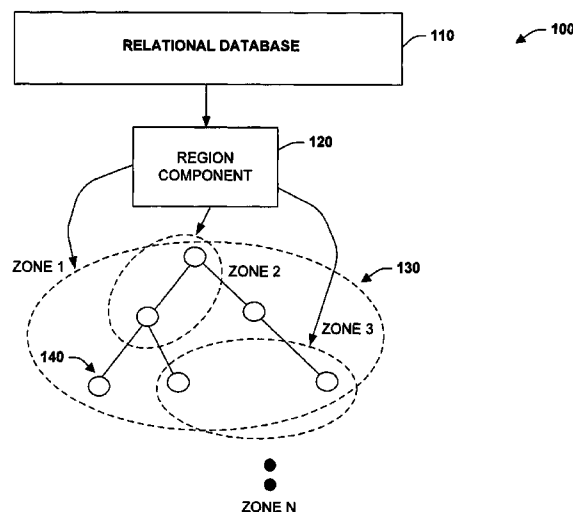 RELATIONAL DATABASE
110
100
120
REGION
COMPONENT
ZONE 1
ZONE 2
130
ZONE 3
140
ZONE N